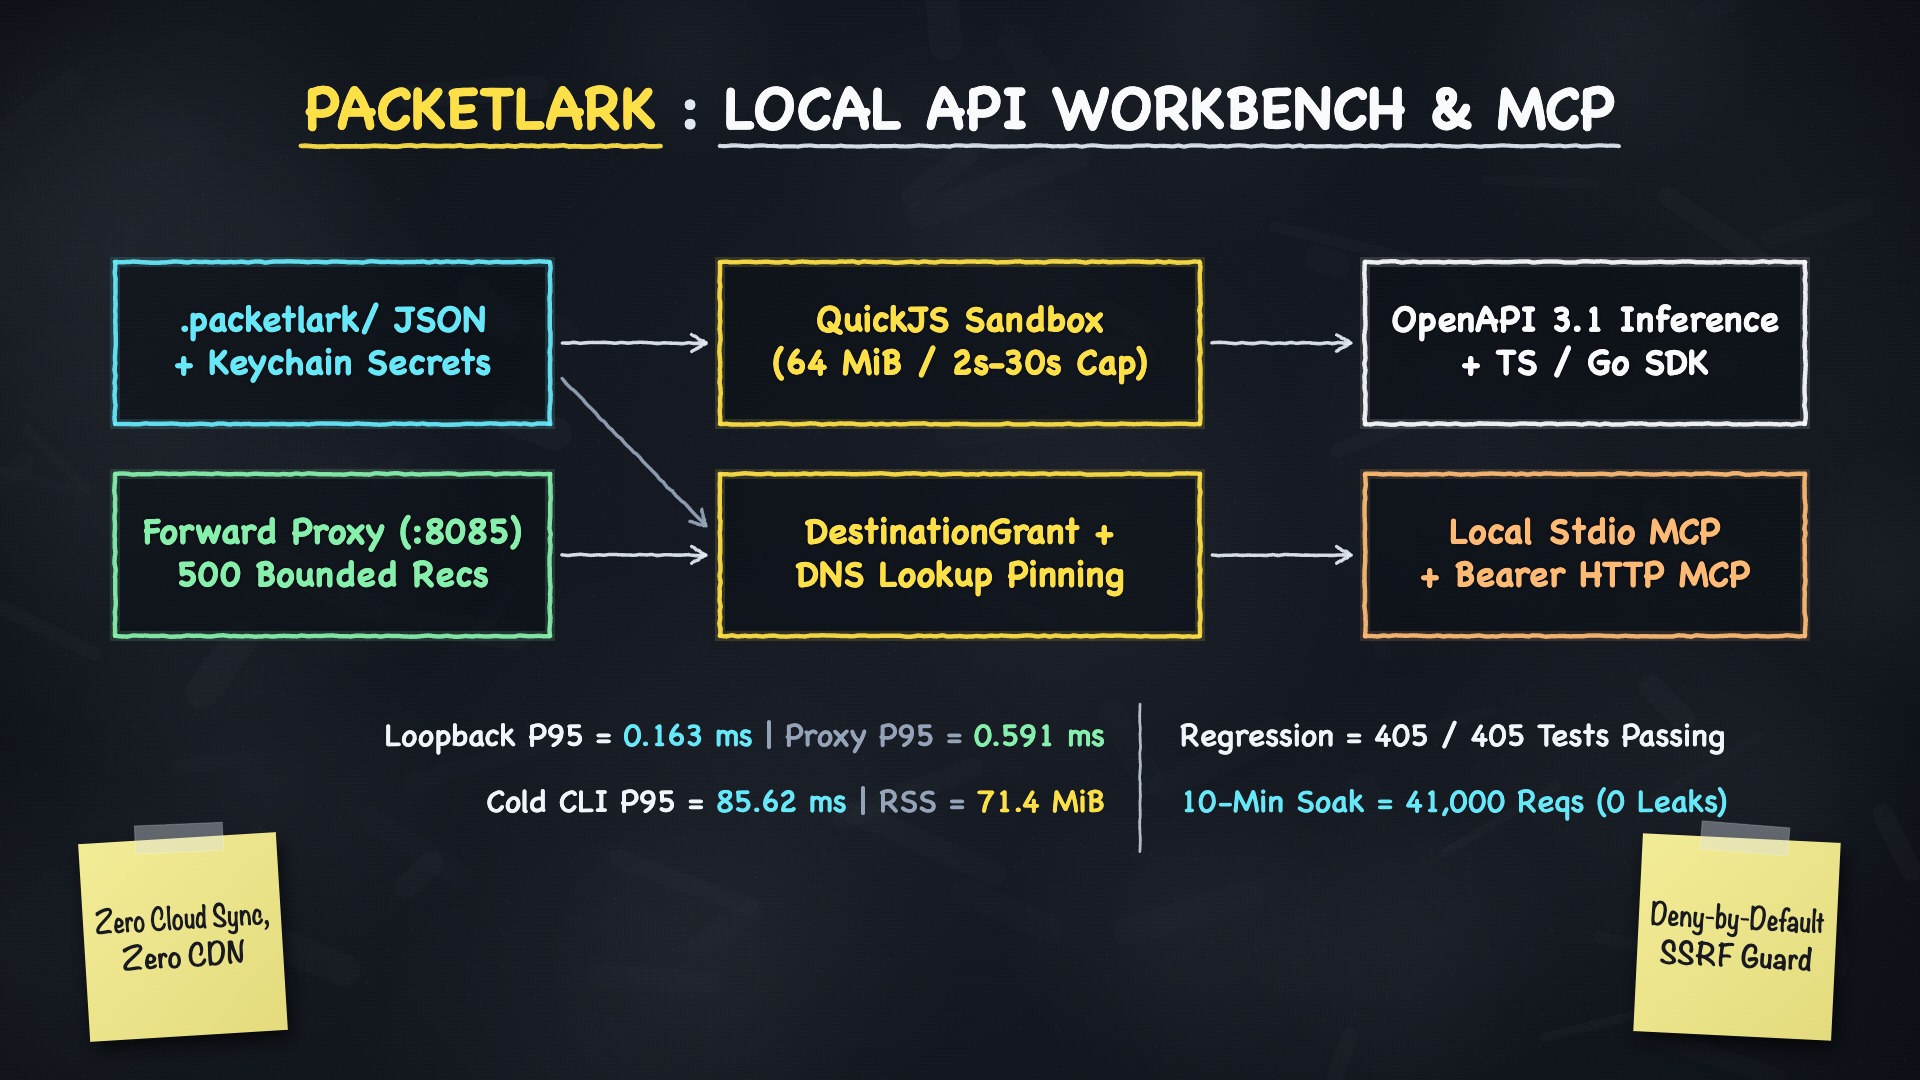 PACKETLARK : LOCAL API WORKBENCH & MCP
.packetlark/ JSON
+ Keychain Secrets
QuickJS Sandbox
(64 MiB / 2s-30s Cap)
OpenAPI 3.1 Inference
+ TS / Go SDK
Forward Proxy (:8085)
500 Bounded Recs
DestinationGrant +
DNS Lookup Pinning
Local Stdio MCP
+ Bearer HTTP MCP
Loopback P95 = 0.163 ms | Proxy P95 = 0.591 ms
Cold CLI P95 = 85.62 ms | RSS = 71.4 MiB
Regression = 405 / 405 Tests Passing
10-Min Soak = 41,000 Reqs (0 Leaks)
Zero Cloud Sync,
Zero CDN
Deny-by-Default
SSRF Guard